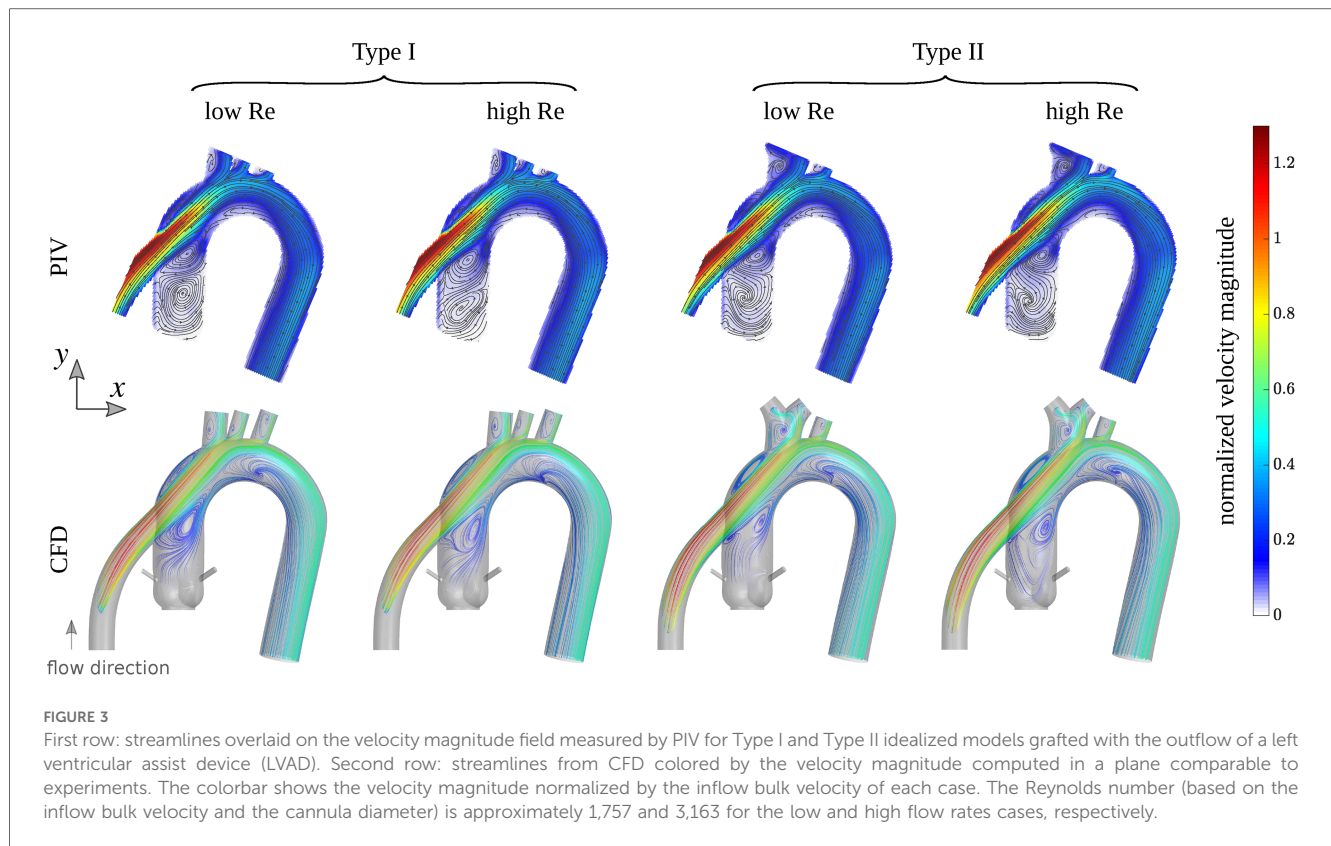 Type I
Type II
low Re
high Re
low Re
high Re
PIV
y
x
CFD
flow direction
1.2
1
0.8
0.6
0.4
0.2
0
normalized velocity magnitude
FIGURE 3
First row: streamlines overlaid on the velocity magnitude field measured by PIV for Type I and Type II idealized models grafted with the outflow of a left
ventricular assist device (LVAD). Second row: streamlines from CFD colored by the velocity magnitude computed in a plane comparable to
experiments. The colorbar shows the velocity magnitude normalized by the inflow bulk velocity of each case. The Reynolds number (based on the
inflow bulk velocity and the cannula diameter) is approximately 1,757 and 3,163 for the low and high flow rates cases, respectively.